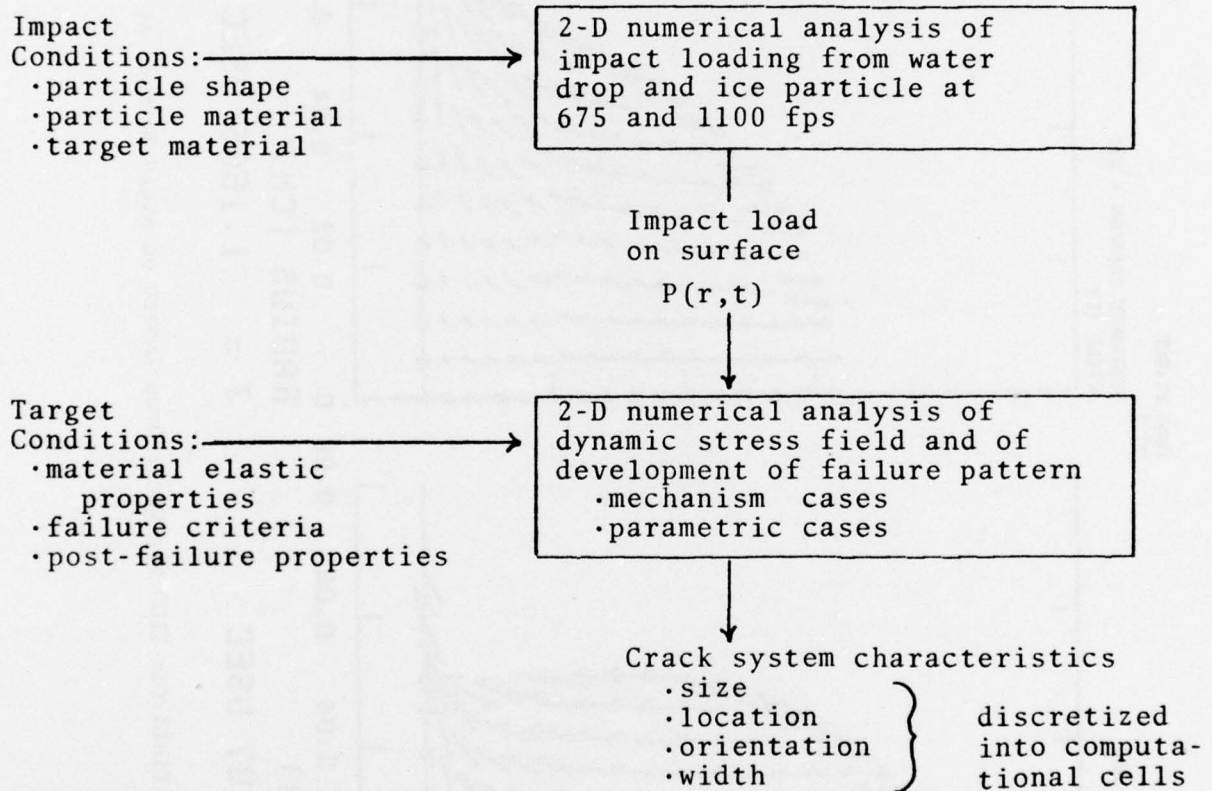 Impact
Conditions:
·particle shape
·particle material
·target material
2-D numerical analysis of
impact loading from water
drop and ice particle at
675 and 1100 fps
Impact load
on surface
P(r,t)
Target
Conditions:
·material elastic
properties
·failure criteria
·post-failure properties
2-D numerical analysis of
dynamic stress field and of
development of failure pattern
·mechanism cases
·parametric cases
Crack system characteristics
·size
·location
·orientation
·width
discretized
into computa-
tional cells